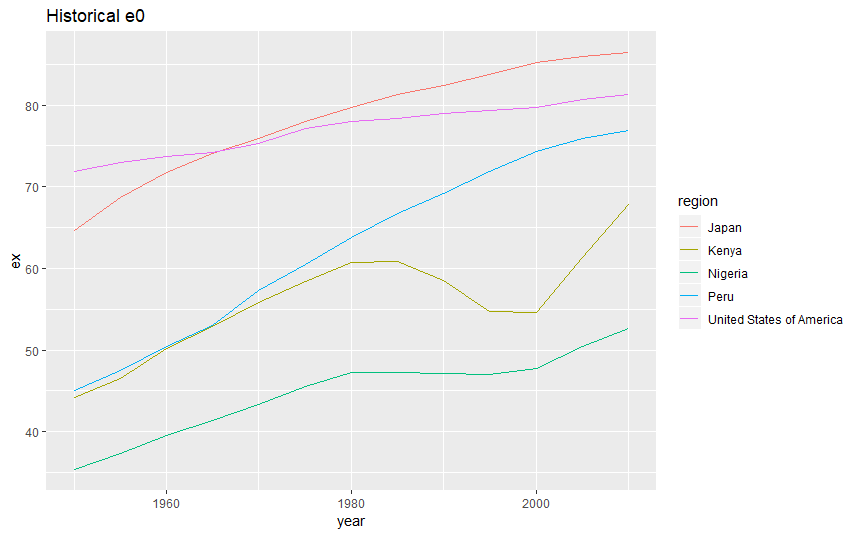 Historical e0
80
70
60
50
40
ex
1960
1980
2000
year
region
Japan
Kenya
Nigeria
Peru
United States of America